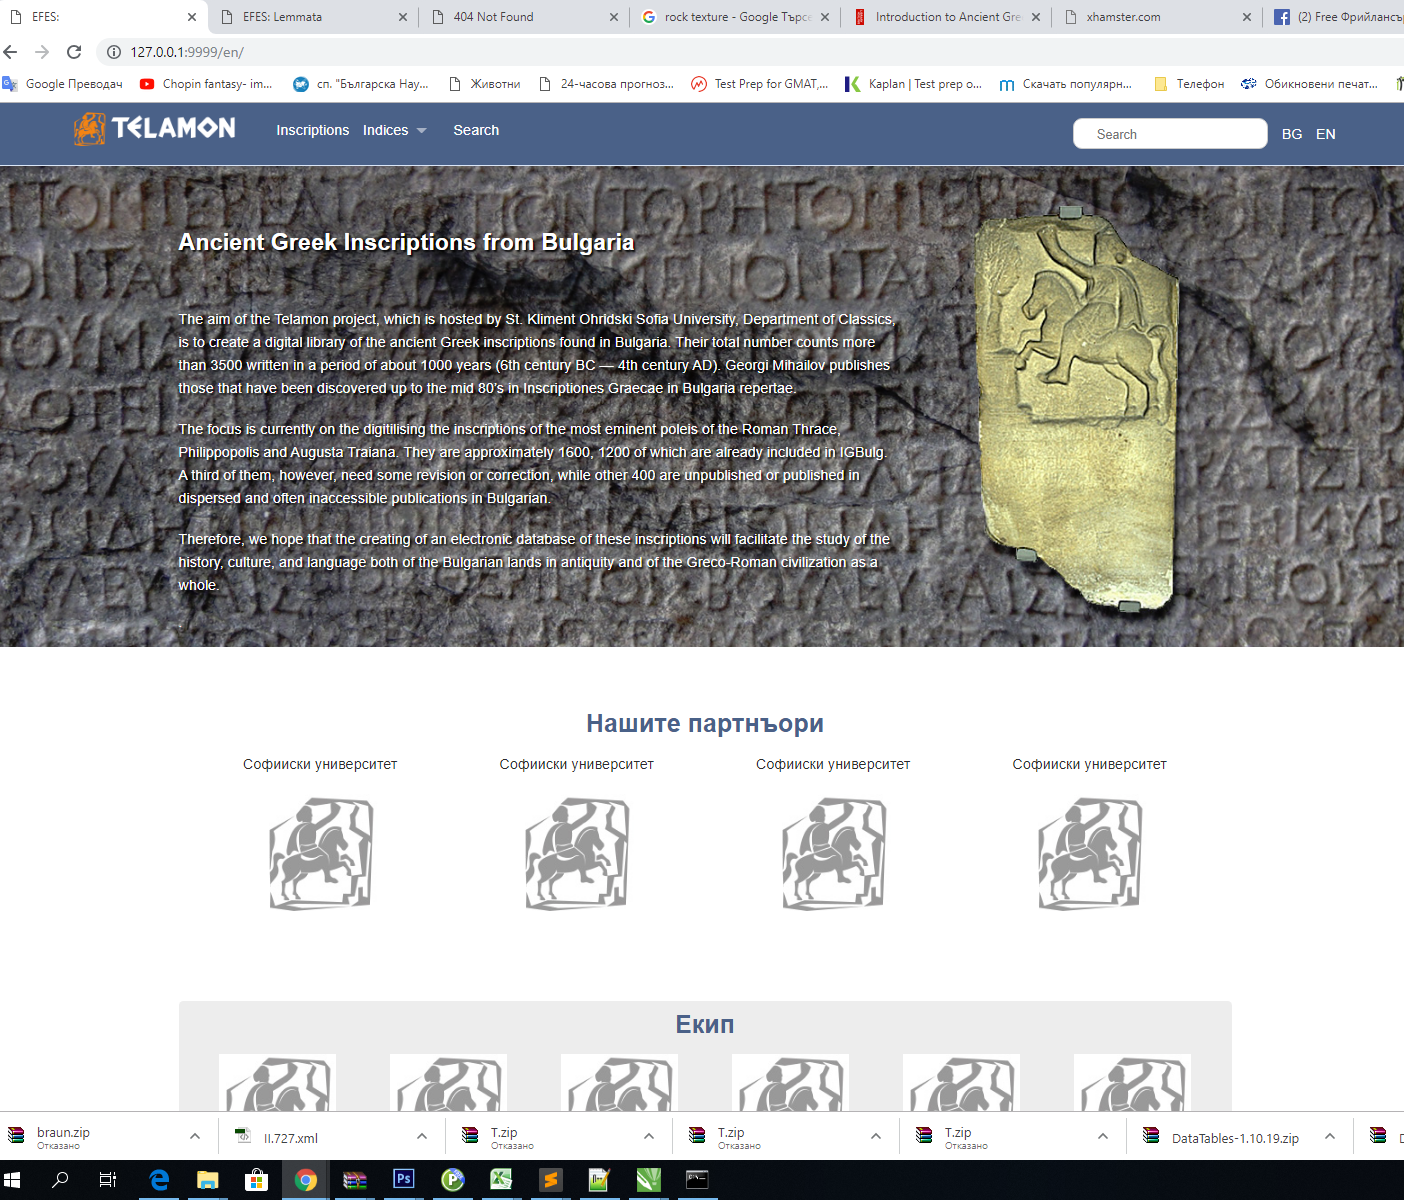 EFES:
EFES: Lemmata
404 Not Found
rock texture - Google Търсе
Introduction to Ancient Gre
xhamster.com
(2) Free Фрийлансър
127.0.0.1:9999/en/
Google Преводач
Chopin fantasy- im...
сп. "Българска Нау...
Животни
24-часова прогноз...
Test Prep for GMAT,...
Kaplan | Test prep o...
Скачать популярн...
Телефон
Обикновени печат...
TELAMON
Inscriptions Indices Search
Search
BG EN
Ancient Greek Inscriptions from Bulgaria
The aim of the Telamon project, which is hosted by St. Kliment Ohridski Sofia University, Department of Classics,
is to create a digital library of the ancient Greek inscriptions found in Bulgaria. Their total number counts more
than 3500 written in a period of about 1000 years (6th century BC — 4th century AD). Georgi Mihailov publishes
those that have been discovered up to the mid 80's in Inscriptiones Graecae in Bulgaria repertae.
The focus is currently on the digitilising the inscriptions of the most eminent poleis of the Roman Thrace,
Philippopolis and Augusta Traiana. They are approximately 1600, 1200 of which are already included in IGBulg.
A third of them, however, need some revision or correction, while other 400 are unpublished or published in
dispersed and often inaccessible publications in Bulgarian.
Therefore, we hope that the creating of an electronic database of these inscriptions will facilitate the study of the
history, culture, and language both of the Bulgarian lands in antiquity and of the Greco-Roman civilization as a
whole.
Нашите партнъори
Софииски университет
Софииски университет
Софииски университет
Софииски университет
Екип
braun.zip
Отказано
II.727.xml
T.zip
Отказано
T.zip
Отказано
T.zip
Отказано
DataTables-1.10.19.zip